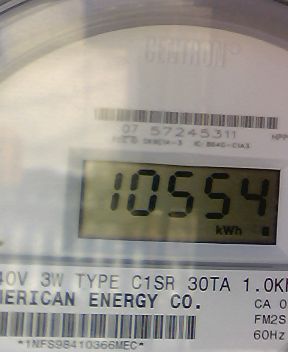 CENTRON®
07 57245311
10554
kWh
40V 3W TYPE C1SR 30TA 1.0K
MERICAN ENERGY CO.
CA 0
FM2S
60Hz
*1NFS98410366MEC*